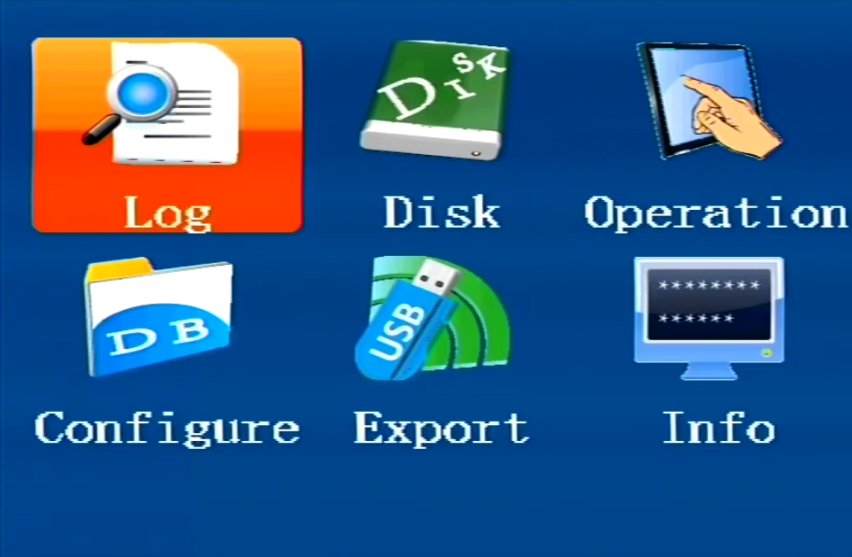 DISK
Log
Disk
Operation
DB
USB
********
******
Configure
Export
Info